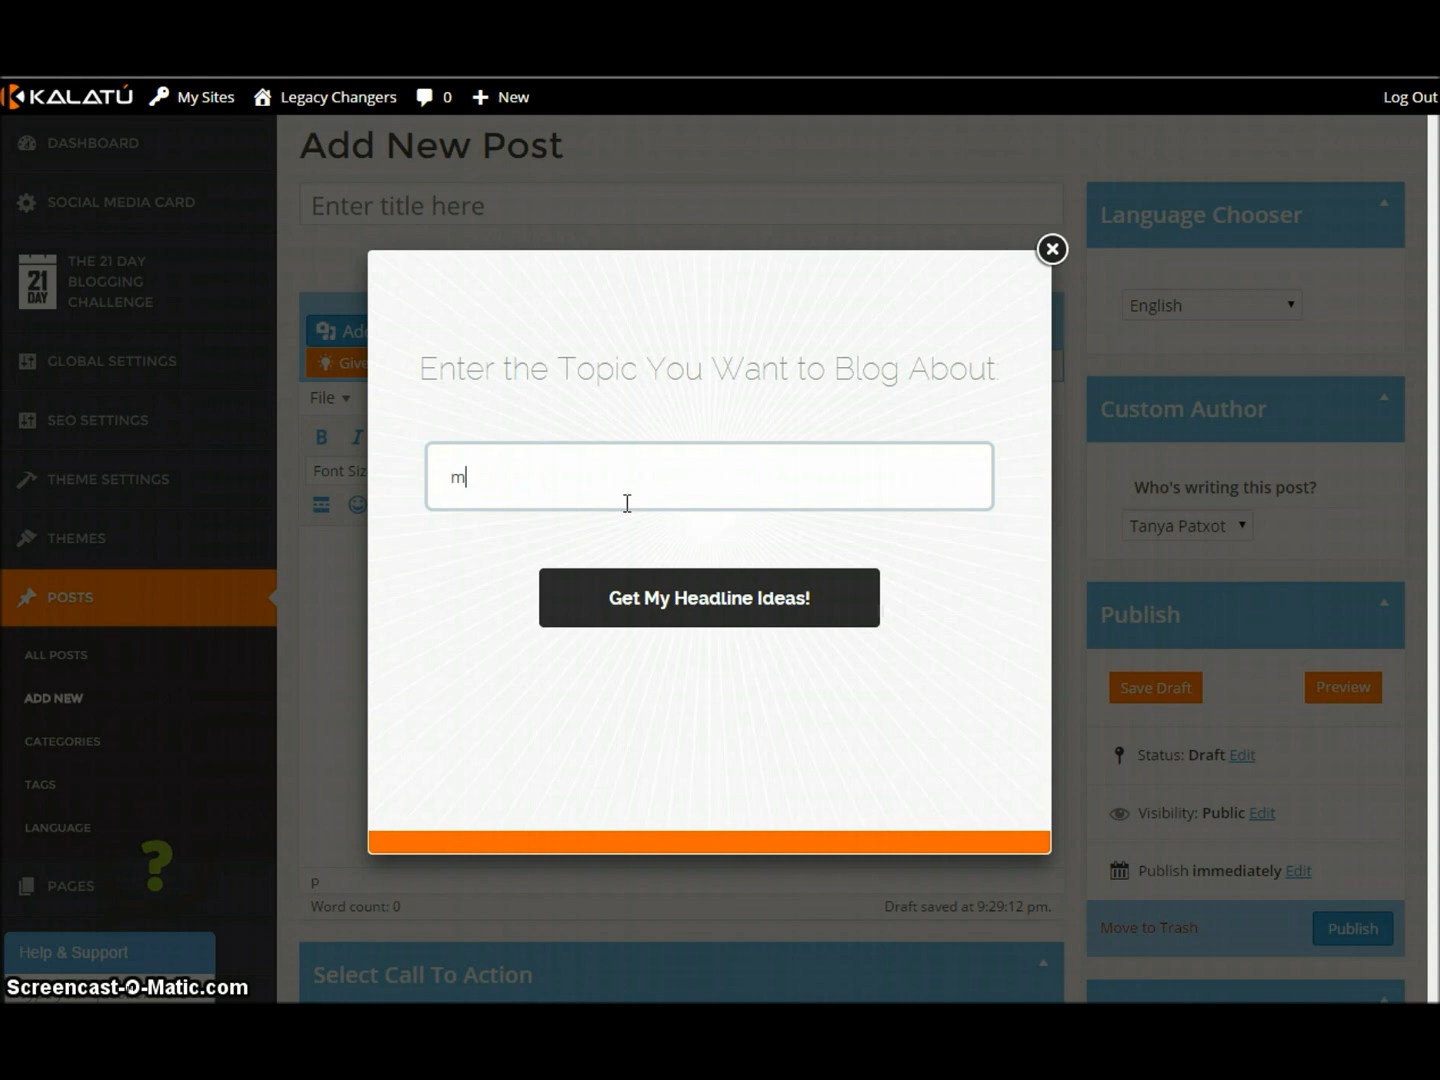 KALATÚ
My Sites
Legacy Changers
0
New
Log Out
DASHBOARD
SOCIAL MEDIA CARD
21
DAY
THE 21 DAY
BLOGGING
CHALLENGE
GLOBAL SETTINGS
SEO SETTINGS
THEME SETTINGS
THEMES
POSTS
ALL POSTS
ADD NEW
CATEGORIES
TAGS
LANGUAGE
?
PAGES
Help & Support
Screencast-O-Matic.com
Add New Post
Enter title here
File
B I
Enter the Topic You Want to Blog About:
m
Get My Headline Ideas!
P
Word count: 0
Draft saved at 9:29:12 pm.
Select Call To Action
Language Chooser
English
Custom Author
Who's writing this post?
Tanya Patxot
Publish
Save Draft
Preview
Status: Draft Edit
Visibility: Public Edit
Publish immediately Edit
Move to Trash
Publish